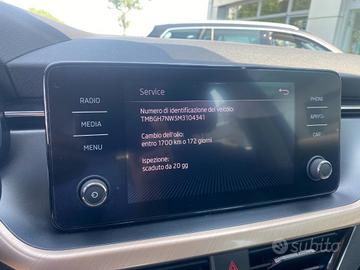 Service
RADIO
MEDIA
MENU
Numero di identificazione del veicolo:
TMBGH7NW5M3104341
Cambio dell'olio:
entro 1700 km o 172 giorni
Ispezione:
scaduto da 20 gg
PHONE
CAR
subito